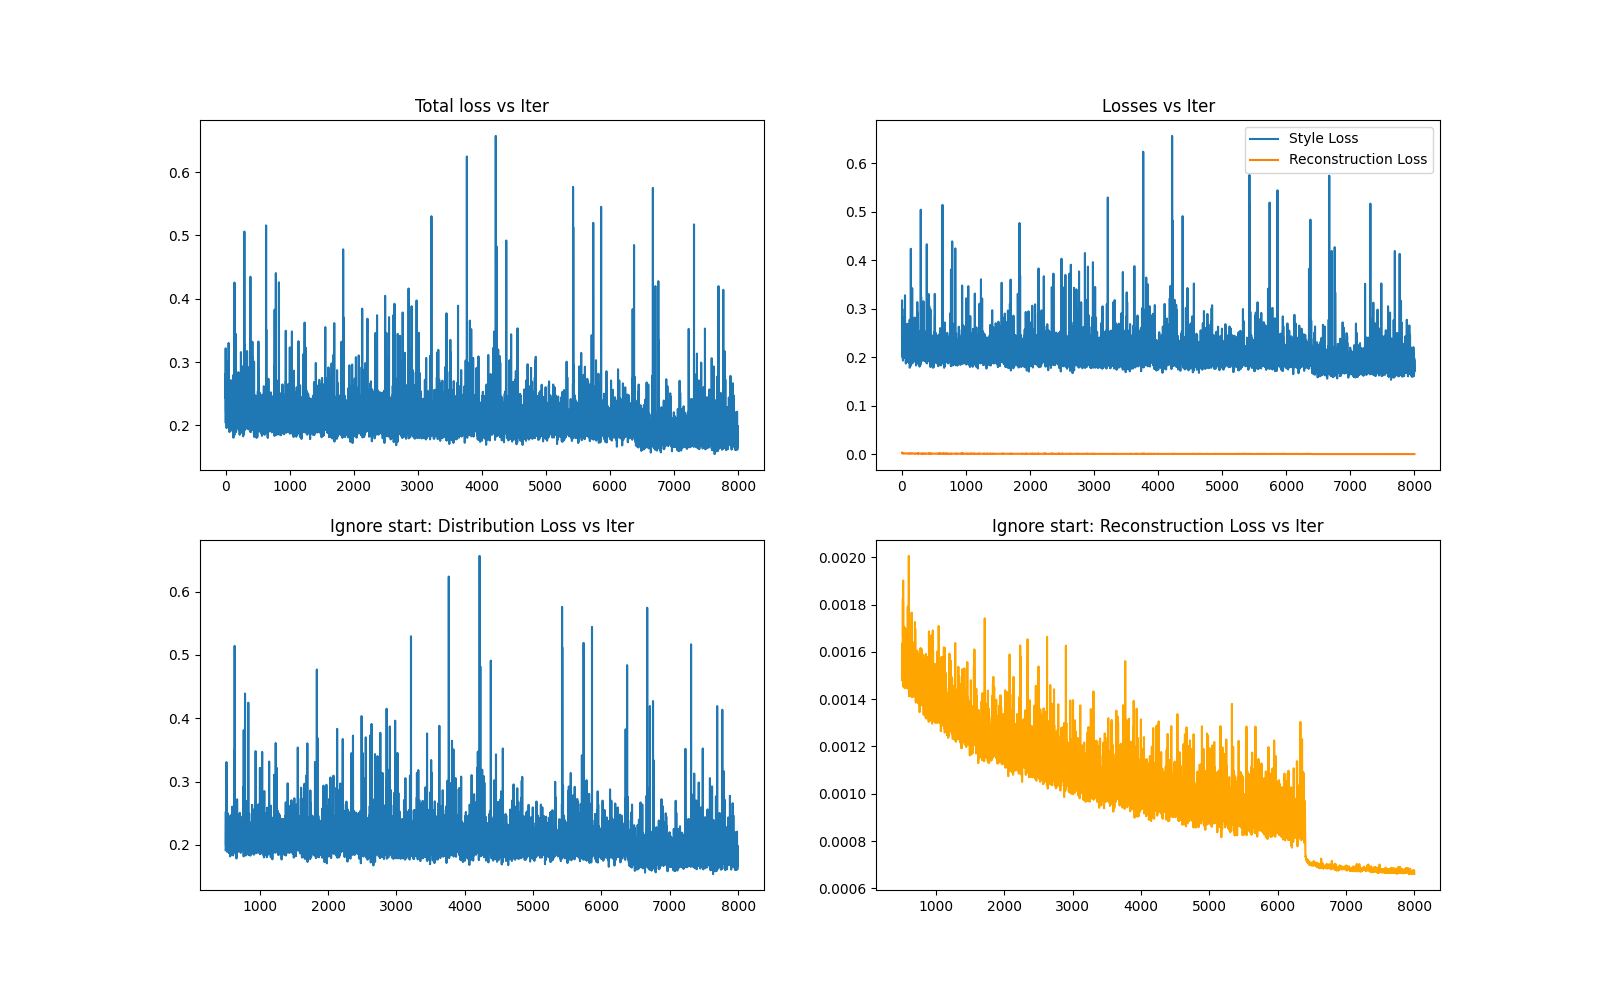 Total loss vs Iter
0.6
0.5
0.4
0.3
0.2
0 1000 2000 3000 4000 5000 6000 7000 8000
Losses vs Iter
Style Loss
Reconstruction Loss
0.6
0.5
0.4
0.3
0.2
0.1
0.0
0 1000 2000 3000 4000 5000 6000 7000 8000
Ignore start: Distribution Loss vs Iter
0.6
0.5
0.4
0.3
0.2
1000 2000 3000 4000 5000 6000 7000 8000
Ignore start: Reconstruction Loss vs Iter
0.0020
0.0018
0.0016
0.0014
0.0012
0.0010
0.0008
0.0006
1000 2000 3000 4000 5000 6000 7000 8000